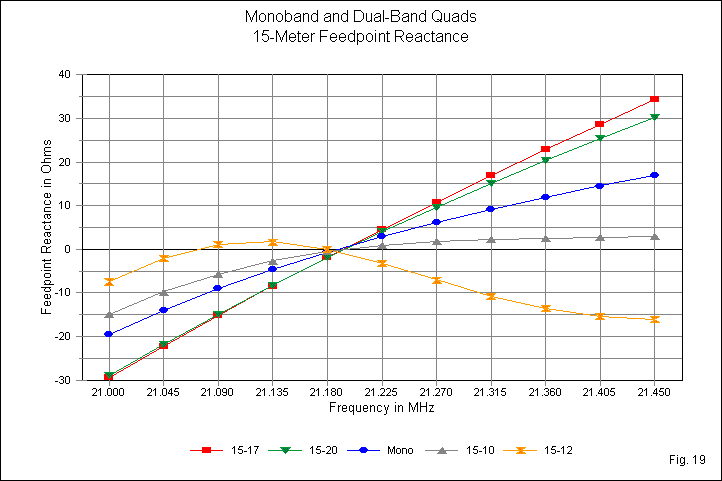 Monoband and Dual-Band Quads
15-Meter Feedpoint Reactance
Feedpoint Reactance in Ohms
40
30
20
10
0
-10
-20
-30
21.000 21.045 21.090 21.135 21.180 21.225 21.270 21.315 21.360 21.405 21.450
Frequency in MHz
15-17 15-20 Mono 15-10 15-12
Fig. 19